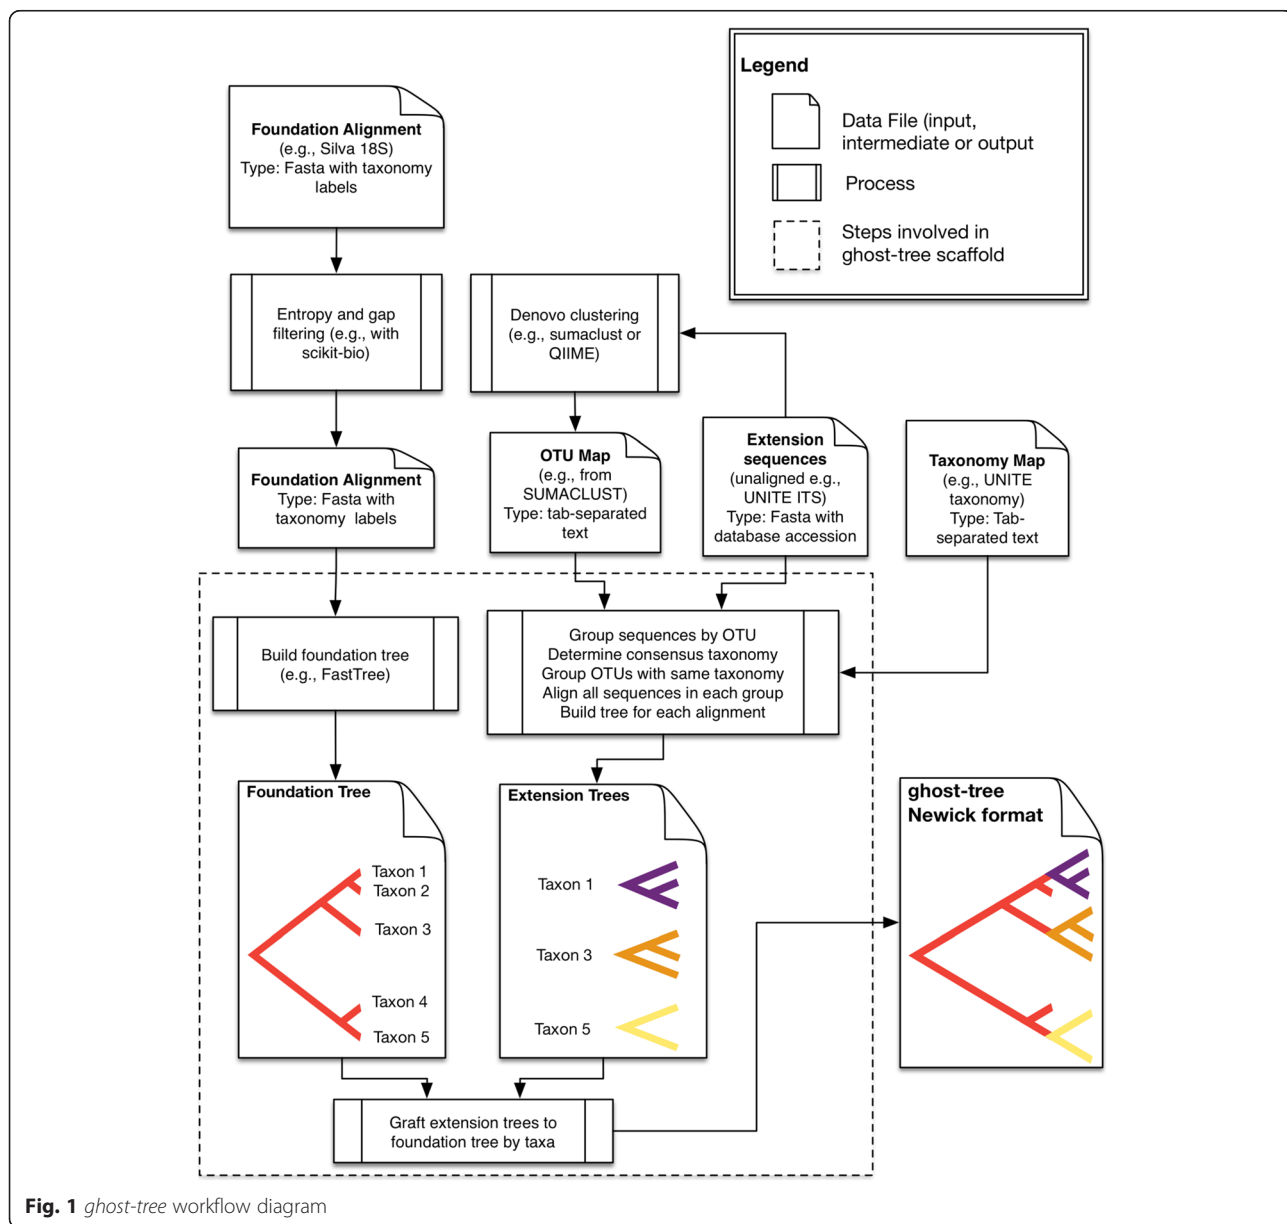 Legend
Data File (input,
intermediate or output
Process
Steps involved in
ghost-tree scaffold
Foundation Alignment
(e.g., Silva 18S)
Type: Fasta with taxonomy
labels
Entropy and gap
filtering (e.g., with
scikit-bio)
Denovo clustering
(e.g., sumaclust or
QIIME)
Foundation Alignment
Type: Fasta with
taxonomy labels
OTU Map
(e.g., from
SUMACLUST)
Type: tab-separated
text
Extension
sequences
(unaligned e.g.,
UNITE ITS)
Type: Fasta with
database accession
Taxonomy Map
(e.g., UNITE
taxonomy)
Type: Tab-
separated text
Build foundation tree
(e.g., FastTree)
Group sequences by OTU
Determine consensus taxonomy
Group OTUs with same taxonomy
Align all sequences in each group
Build tree for each alignment
Foundation Tree
Taxon 1
Taxon 2
Taxon 3
Taxon 4
Taxon 5
Extension Trees
Taxon 1
Taxon 3
Taxon 5
ghost-tree
Newick format
Graft extension trees to
foundation tree by taxa
Fig. 1 ghost-tree workflow diagram